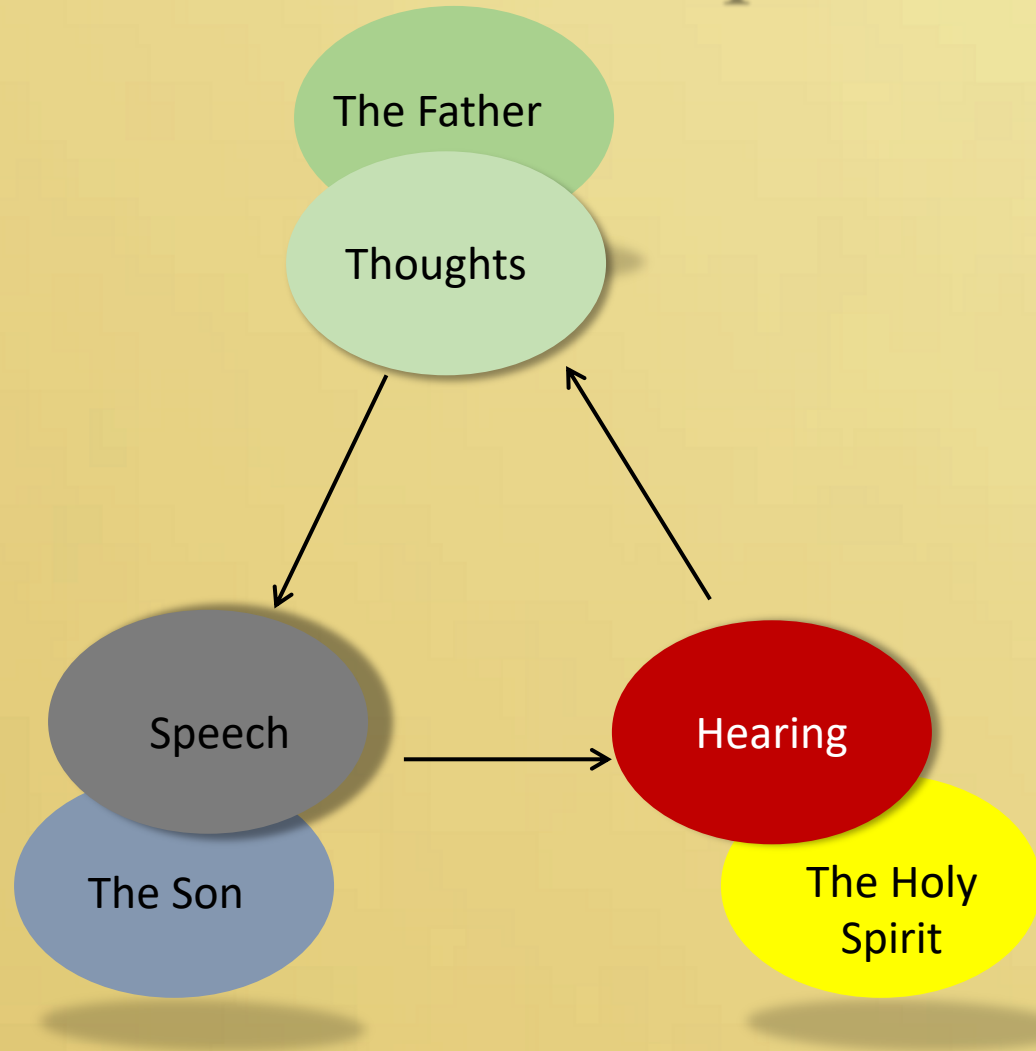 The Father
Thoughts
Speech
Hearing
The Son
The Holy
Spirit